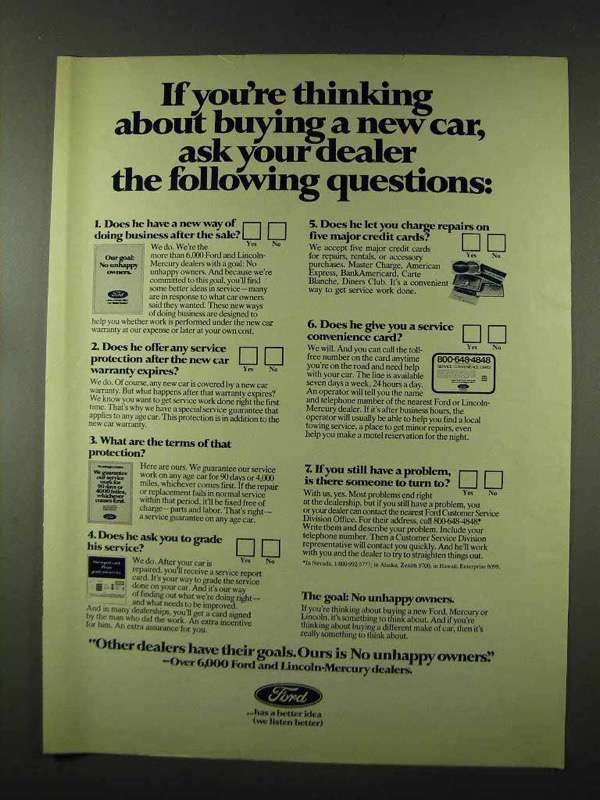 If you're thinking
about buying a new car,
ask your dealer
the following questions:
1. Does he have a new way of
doing business after the sale?
Yes No
Our goal:
No unhappy
owners.
We do. We're the
more than 6,000 Ford and Lincoln-
Mercury dealers with a goal: No
unhappy owners. And because we're
committed to this goal, you'll find
some better ideas in service—many
are in response to what car owners
said they wanted. These new ways
of doing business are designed to
help you whether work is performed under the new car
warranty at our expense or later at your own cost.
2. Does he offer any service
protection after the new car
warranty expires?
Yes No
We do. Of course, any new car is covered by a new car
warranty. But what happens after that warranty expires?
We know you want to get service work done right the first
time. That's why we have a special service guarantee that
applies to any age car. This protection is in addition to the
new car warranty.
3. What are the terms of that
protection?
We guarantee
our service
work for
90 days or
4,000 miles,
whichever
comes first.
Here are ours. We guarantee our service
work on any age car for 90 days or 4,000
miles, whichever comes first. If the repair
or replacement fails in normal service
within that period, it'll be fixed free of
charge—parts and labor. That's right—
a service guarantee on any age car.
4. Does he ask you to grade
his service?
Yes No
We do. After your car is
repaired, you'll receive a service report
card. It's your way to grade the service
done on your car. And it's our way
of finding out what we're doing right—
and what needs to be improved.
And in many dealerships, you'll get a card signed
by the man who did the work. An extra incentive
for him. An extra assurance for you.
5. Does he let you charge repairs on
five major credit cards?
Yes No
We accept five major credit cards
for repairs, rentals, or accessory
purchases. Master Charge, American
Express, BankAmericard, Carte
Blanche, Diners Club. It's a convenient
way to get service work done.
6. Does he give you a service
convenience card?
Yes No
We will. And you can call the toll-
free number on the card anytime
you're on the road and need help
with your car. The line is available
seven days a week, 24 hours a day.
An operator will tell you the name
and telephone number of the nearest Ford or Lincoln-
Mercury dealer. If it's after business hours, the
operator will usually be able to help you find a local
towing service, a place to get minor repairs, even
help you make a motel reservation for the night.
800-648-4848
SERVICE CONVENIENCE CARD
7. If you still have a problem,
is there someone to turn to?
Yes No
With us, yes. Most problems end right
at the dealership, but if you still have a problem, you
or your dealer can contact the nearest Ford Customer Service
Division Office. For their address, call 800-648-4848*
Write them and describe your problem. Include your
telephone number. Then a Customer Service Division
representative will contact you quickly. And he'll work
with you and the dealer to try to straighten things out.
*In Nevada, 1-800-992-5777; in Alaska, Zenith 5700; in Hawaii, Enterprise
The goal: No unhappy owners.
If you're thinking about buying a new Ford, Mercury or
Lincoln, it's something to think about. And if you're
thinking about buying a different make of car, then it's
really something to think about.
"Other dealers have their goals. Ours is No unhappy owners."
—Over 6,000 Ford and Lincoln-Mercury dealers.
Ford
...has a better idea
(we listen better)